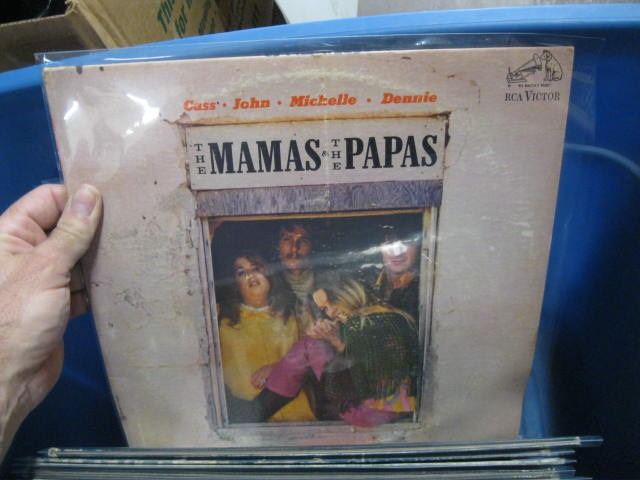 Cass · John · Michelle · Dennie
RCA VICTOR
THE MAMAS & THE PAPAS